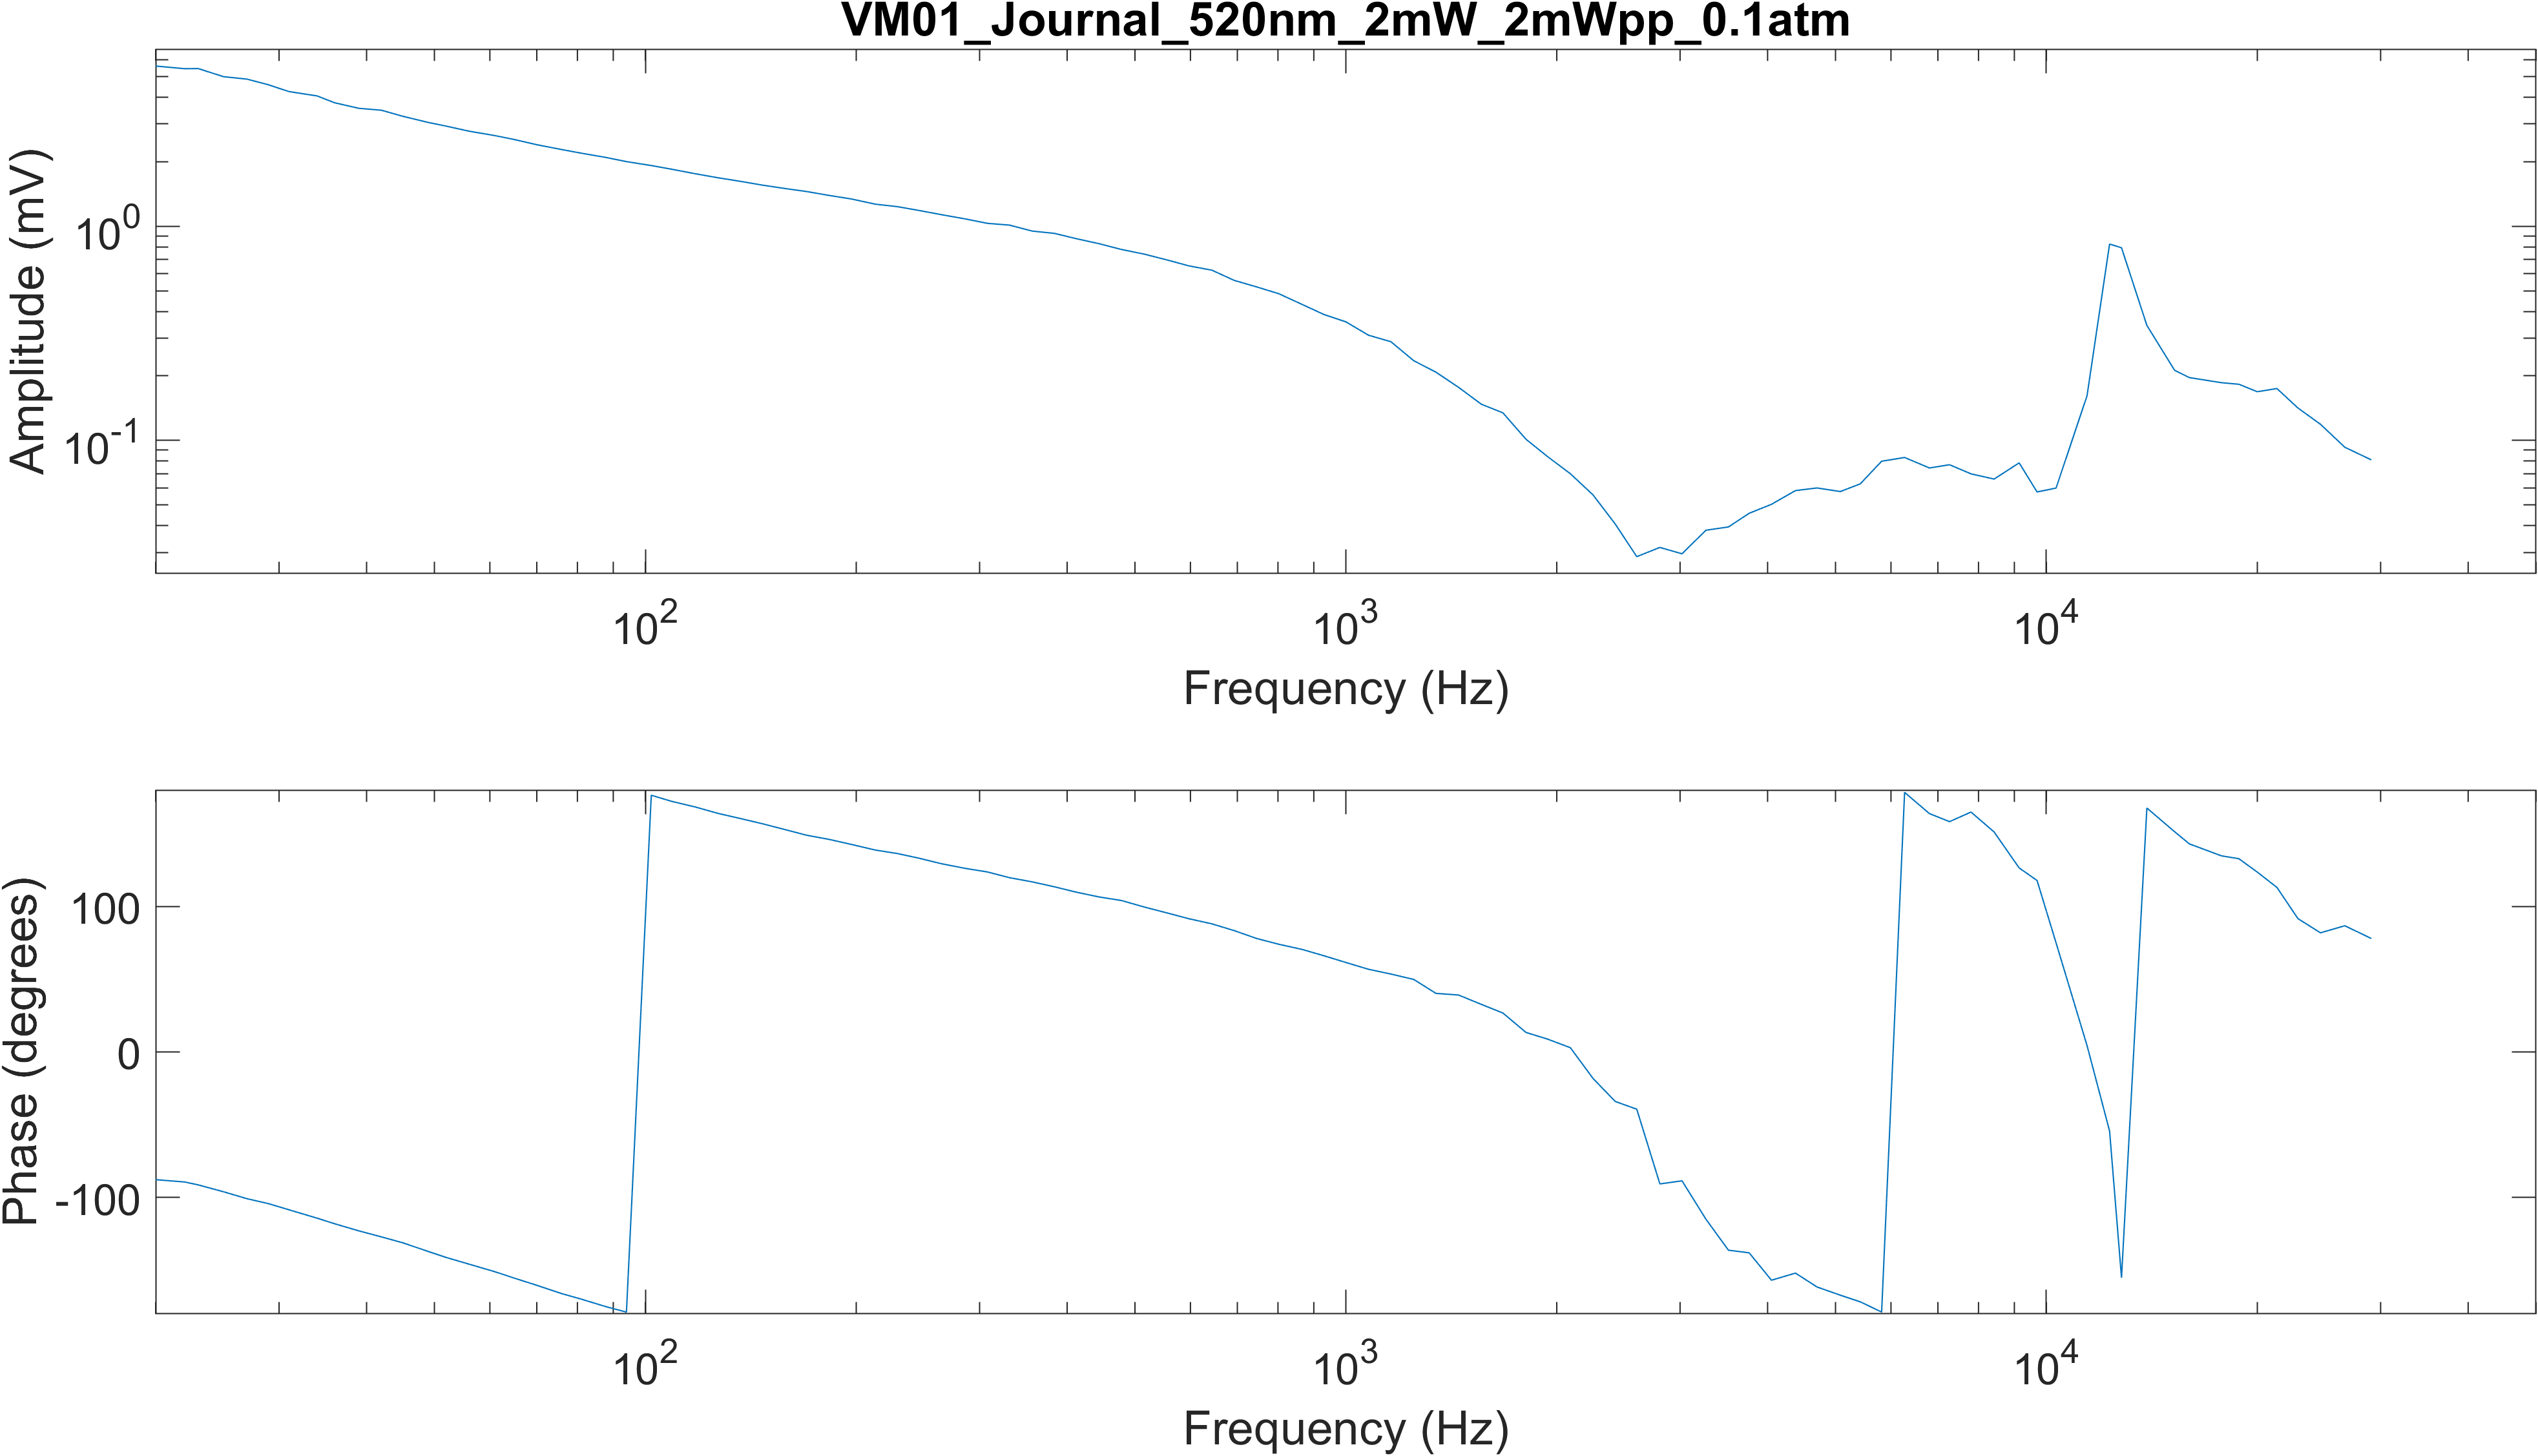 VM01_Journal_520nm_2mW_2mWpp_0.1atm
Amplitude (mV)
10^0
10^-1
10^2
10^3
10^4
Frequency (Hz)
Phase (degrees)
100
0
-100
10^2
10^3
10^4
Frequency (Hz)